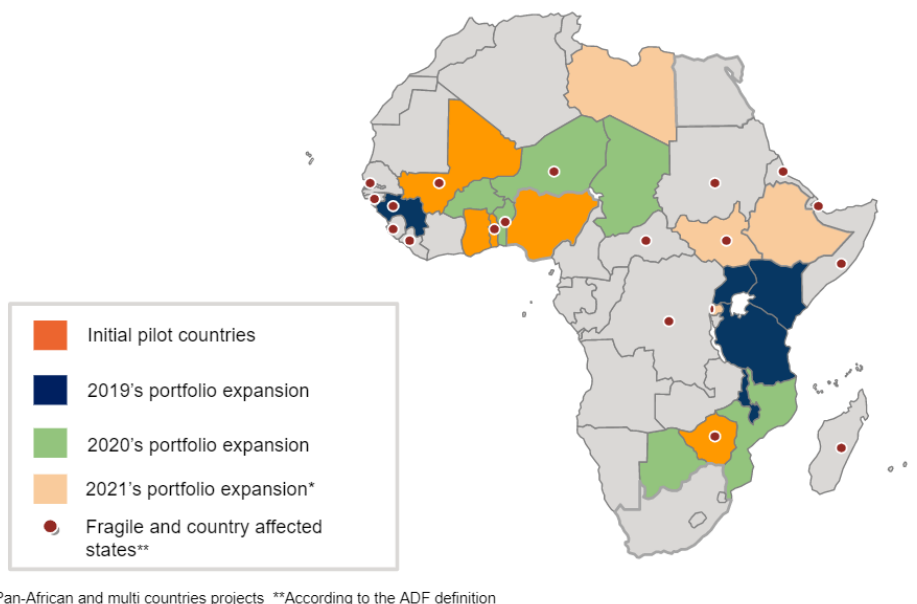 Initial pilot countries
2019's portfolio expansion
2020's portfolio expansion
2021's portfolio expansion*
Fragile and country affected
states**
Pan-African and multi countries projects **According to the ADF definition